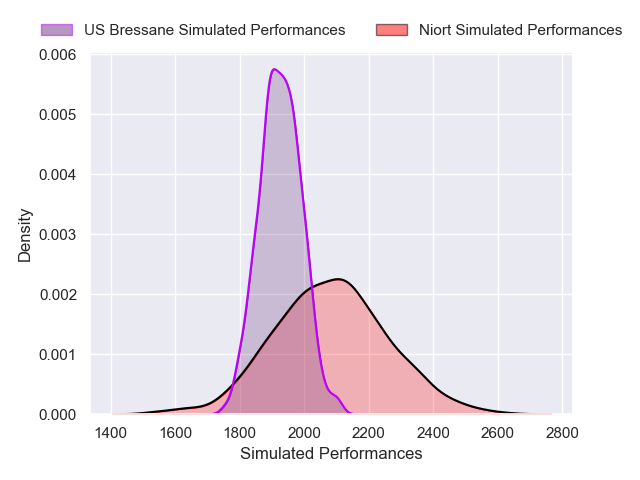 US Bressane Simulated Performances
Niort Simulated Performances
0.006
0.005
0.004
0.003
0.002
0.001
0.000
Density
1400 1600 1800 2000 2200 2400 2600 2800
Simulated Performances